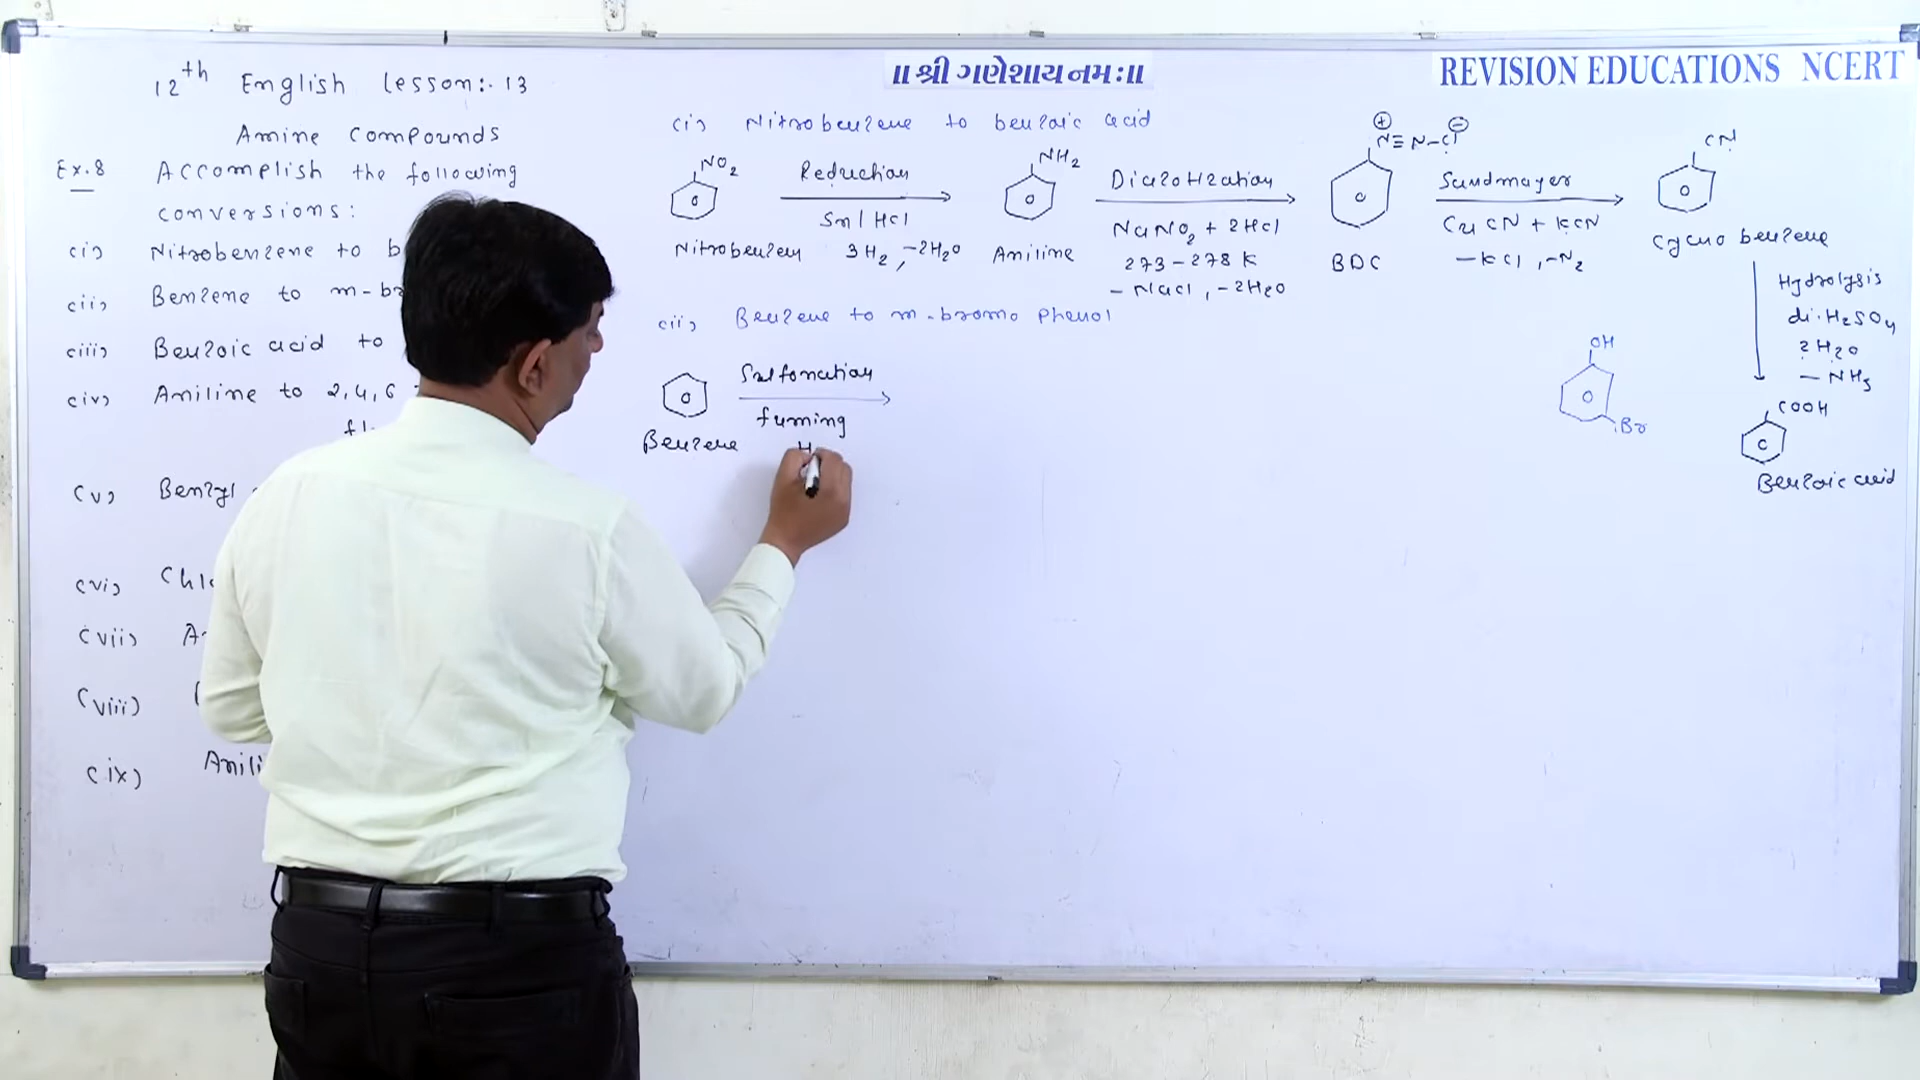 ॥ श्री ગણેશાય નમઃ॥
REVISION EDUCATIONS NCERT
12th English Lesson:- 13
Amine Compounds
Ex.8 Accomplish the following
conversions:
(i) Nitrobenzene to b
(ii) Benzene to m-br
(iii) Benzoic acid to
(iv) Aniline to 2,4,6
(v) Benzyl
(vi) Chlo
(vii) A
(viii)
(ix) Anili
(i) Nitrobenzene to benzoic acid
NO2
Nitrobenzen
Reduction
Sn/HCl
3H2, -2H2O
NH2
Aniline
Diazotization
NaNO2 + 2HCl
273-278 K
- NaCl, -2H2O
⊕ ⊖
N≡N-Cl
BDC
Sandmayer
CuCN + KCN
-KCl, -N2
CN
Cyano benzene
Hydrolysis
di.H2SO4
2H2O
- NH3
COOH
Benzoic acid
(ii) Benzene to m-bromo phenol
Benzene
Sulfonation
fuming
H
OH
Br